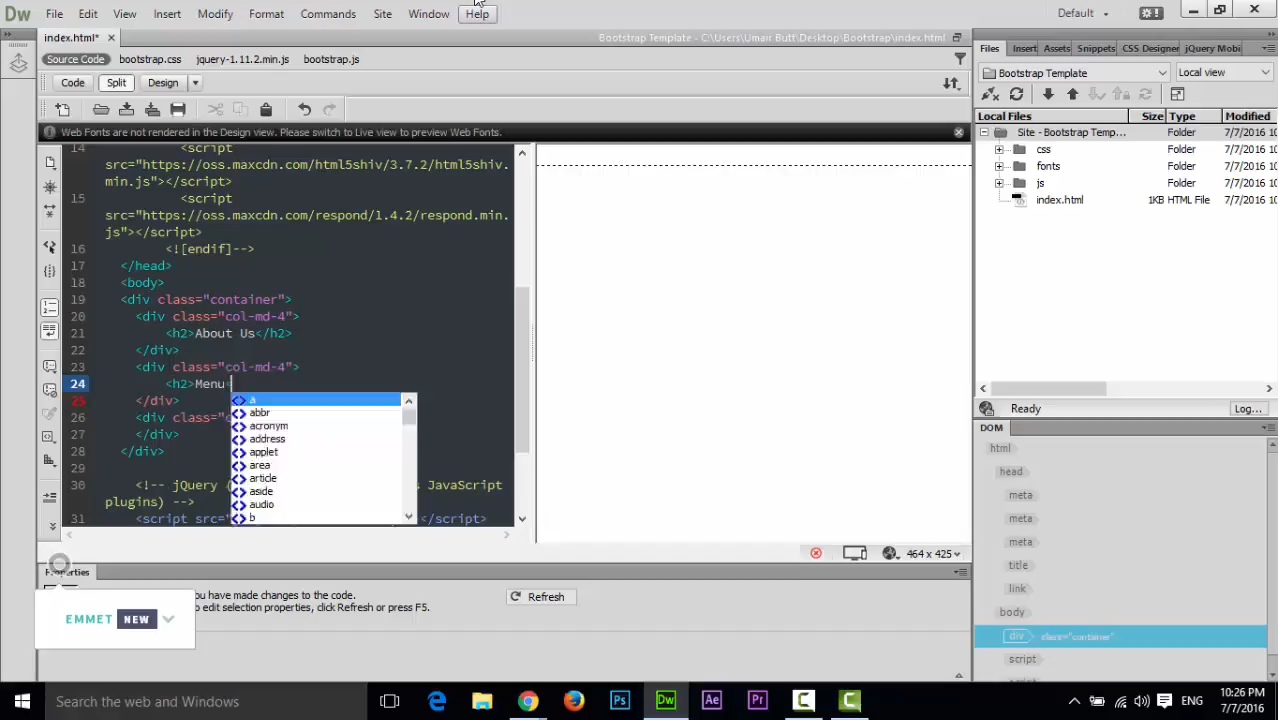 Dw File Edit View Insert Modify Format Commands Site Window Help Default
index.html* × Bootstrap Template - C:\Users\Umair Butt\Desktop\Bootstrap\index.html
Source Code bootstrap.css jquery-1.11.2.min.js bootstrap.js
Code Split Design
Web Fonts are not rendered in the Design view. Please switch to Live view to preview Web Fonts.
14 <script
src="https://oss.maxcdn.com/html5shiv/3.7.2/html5shiv.
min.js"></script>
15 <script
src="https://oss.maxcdn.com/respond/1.4.2/respond.min.
js"></script>
16 <![endif]-->
17 </head>
18 <body>
19 <div class="container">
20 <div class="col-md-4">
21 <h2>About Us</h2>
22 </div>
23 <div class="col-md-4">
24 <h2>Menu<
25 </div>
26 <div class="c
27 </div>
28 </div>
29
30 <!-- jQuery ( s JavaScript
plugins) -->
31 <script src=" </script>
a
abbr
acronym
address
applet
area
article
aside
audio
b
464 x 425
Properties
ou have made changes to the code.
o edit selection properties, click Refresh or press F5.
Refresh
EMMET NEW
Files Insert Assets Snippets CSS Designer jQuery Mobi
Bootstrap Template Local view
Local Files Size Type Modified
Site - Bootstrap Temp... Folder 7/7/2016 10
css Folder 7/7/2016 10
fonts Folder 7/7/2016 10
js Folder 7/7/2016 10
index.html 1KB HTML File 7/7/2016 10
Ready Log...
DOM
html
head
meta
meta
meta
title
link
body
div class="container"
script
Search the web and Windows
Ps Dw Ae Pr
ENG
10:26 PM
7/7/2016